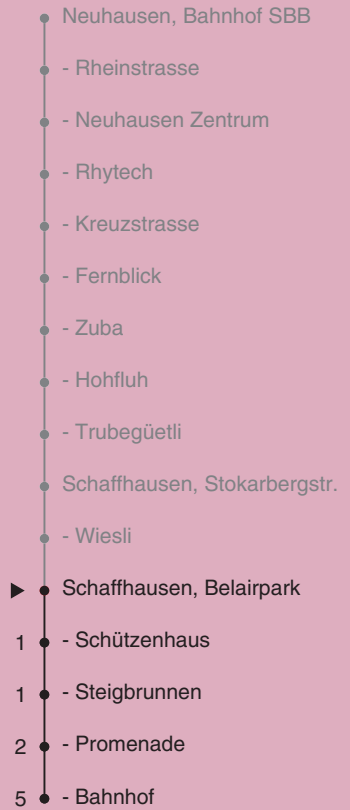 Neuhausen, Bahnhof SBB
- Rheinstrasse
- Neuhausen Zentrum
- Rhytech
- Kreuzstrasse
- Fernblick
- Zuba
- Hohfluh
- Trubegüetli
Schaffhausen, Stokarbergstr.
- Wiesli
Schaffhausen, Belairpark
1 - Schützenhaus
1 - Steigbrunnen
2 - Promenade
5 - Bahnhof